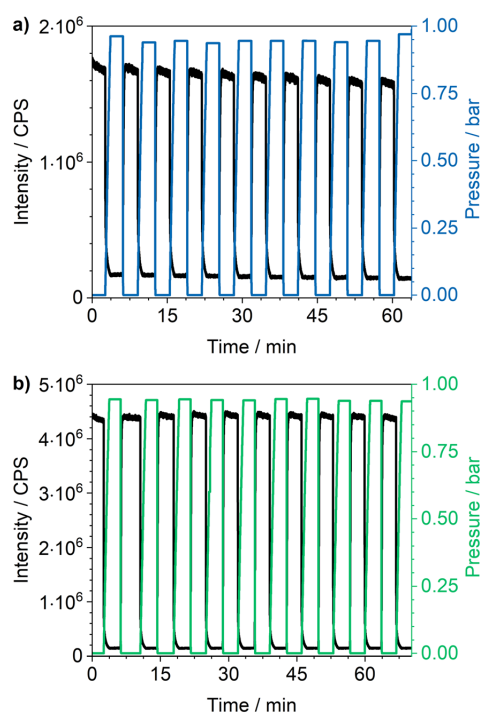 a)
2·10⁶
1·10⁶
0
Intensity / CPS
1.00
0.75
0.50
0.25
0.00
Pressure / bar
0 15 30 45 60
Time / min
b)
5·10⁶
4·10⁶
3·10⁶
2·10⁶
1·10⁶
0
Intensity / CPS
1.00
0.75
0.50
0.25
0.00
Pressure / bar
0 15 30 45 60
Time / min